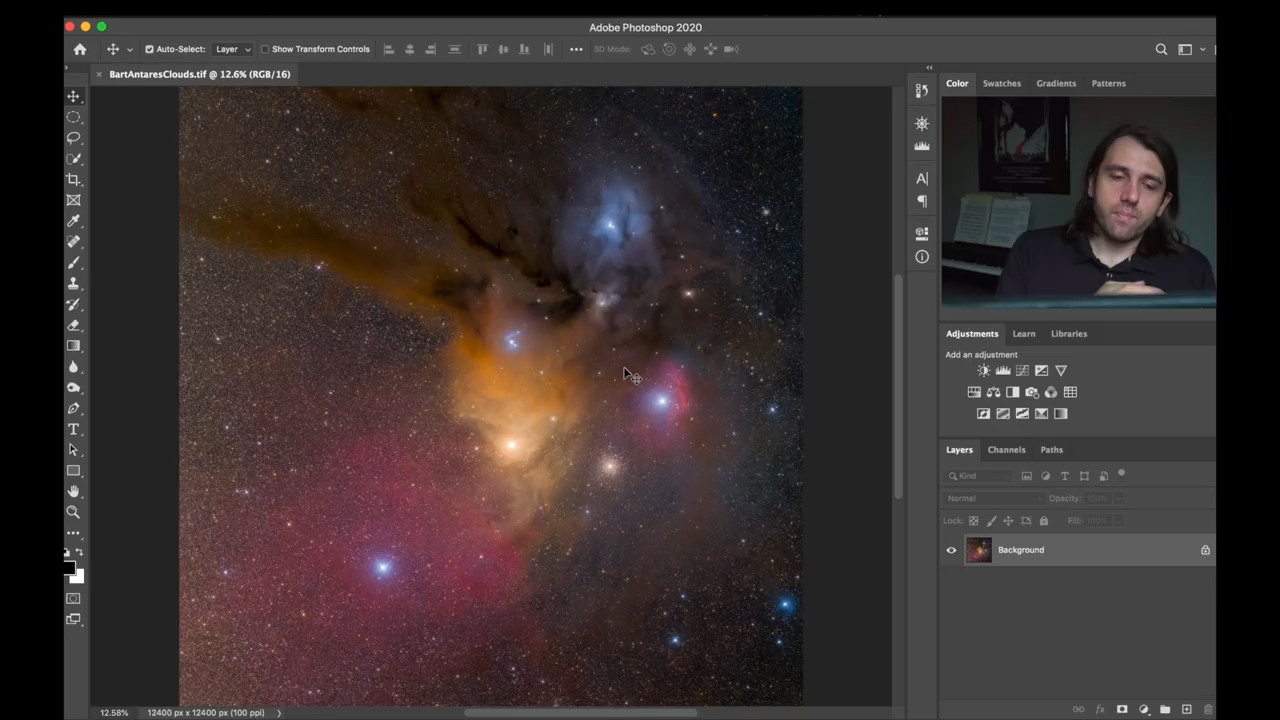 Adobe Photoshop 2020
Auto-Select: Layer Show Transform Controls 3D Mode:
BartAntaresClouds.tif @ 12.6% (RGB/16)
Color Swatches Gradients Patterns
Adjustments Learn Libraries
Add an adjustment
Layers Channels Paths
Kind
Normal Opacity: 100%
Lock: Fill: 100%
Background
12.58% 12400 px x 12400 px (100 ppi)